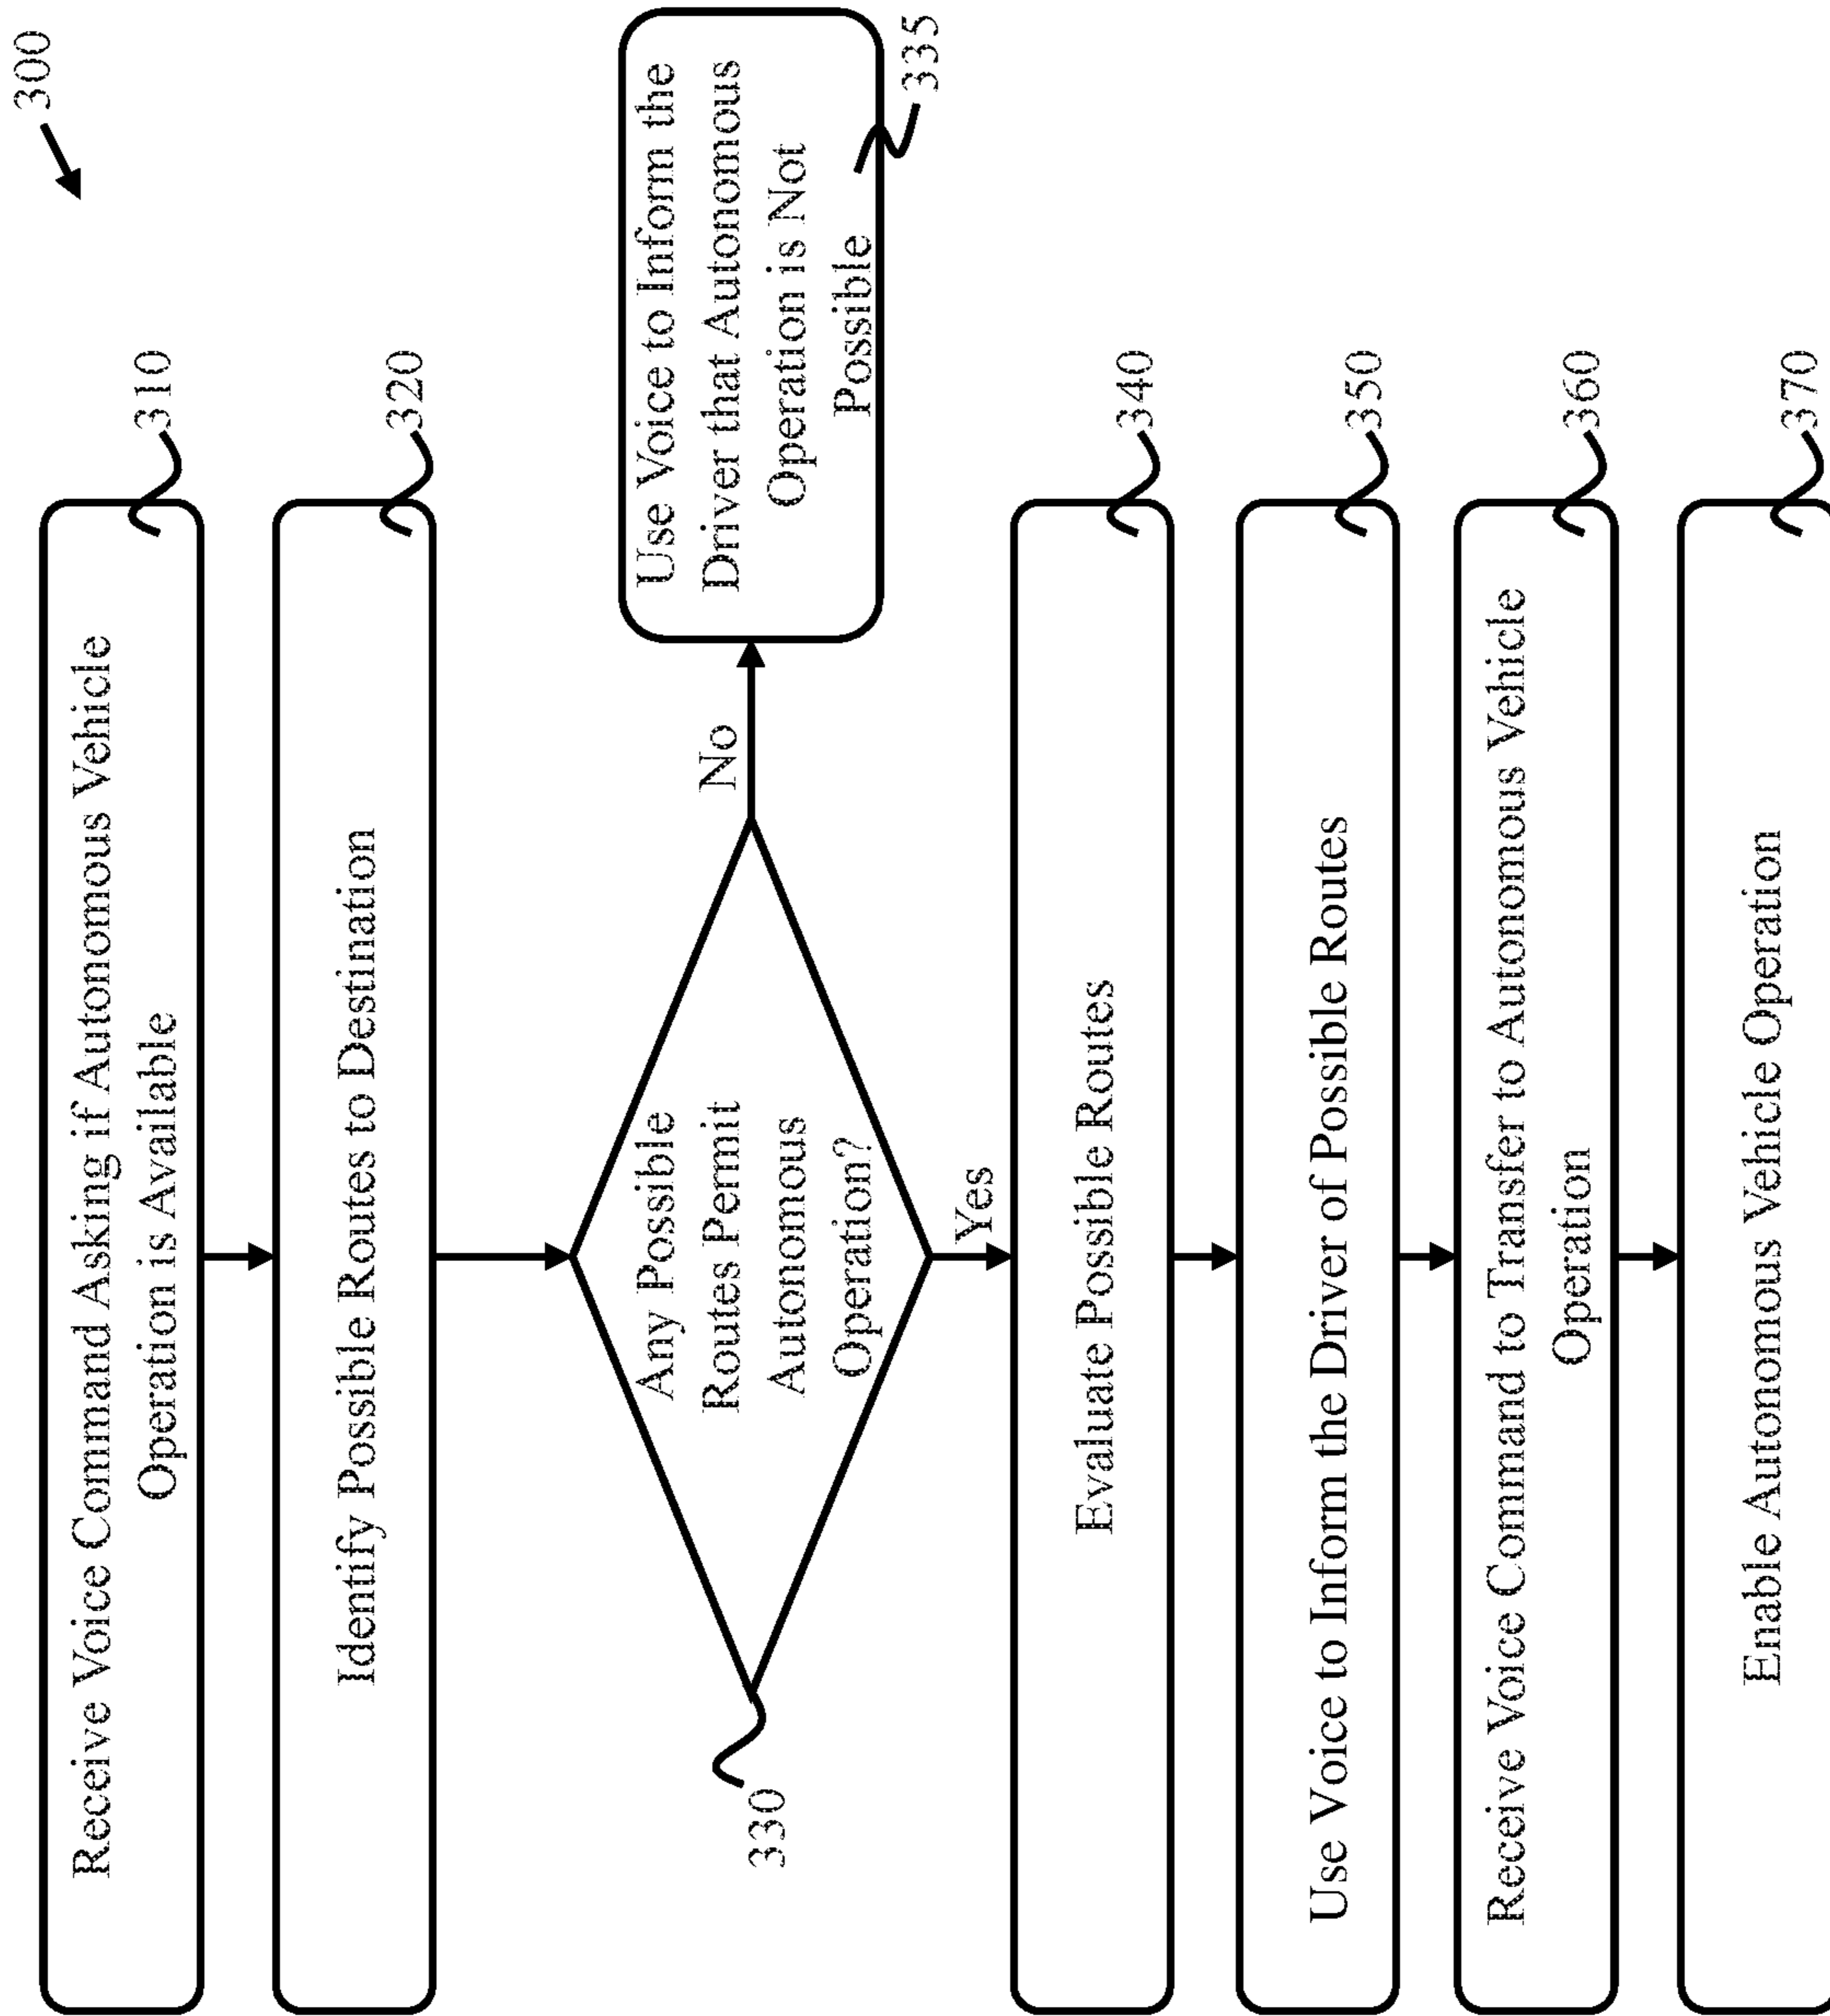 300
Receive Voice Command Asking if Autonomous Vehicle
Operation is Available
310
Identify Possible Routes to Destination
320
Any Possible
Routes Permit
Autonomous
Operation?
330
No
Use Voice to Inform the
Driver that Autonomous
Operation is Not
Possible
335
Yes
Evaluate Possible Routes
340
Use Voice to Inform the Driver of Possible Routes
350
Receive Voice Command to Transfer to Autonomous Vehicle
Operation
360
Enable Autonomous Vehicle Operation
370